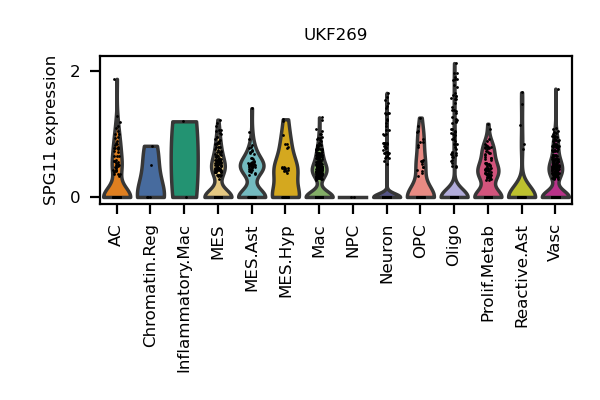 UKF269
SPG11 expression
2
0
AC
Chromatin.Reg
Inflammatory.Mac
MES
MES.Ast
MES.Hyp
Mac
NPC
Neuron
OPC
Oligo
Prolif.Metab
Reactive.Ast
Vasc